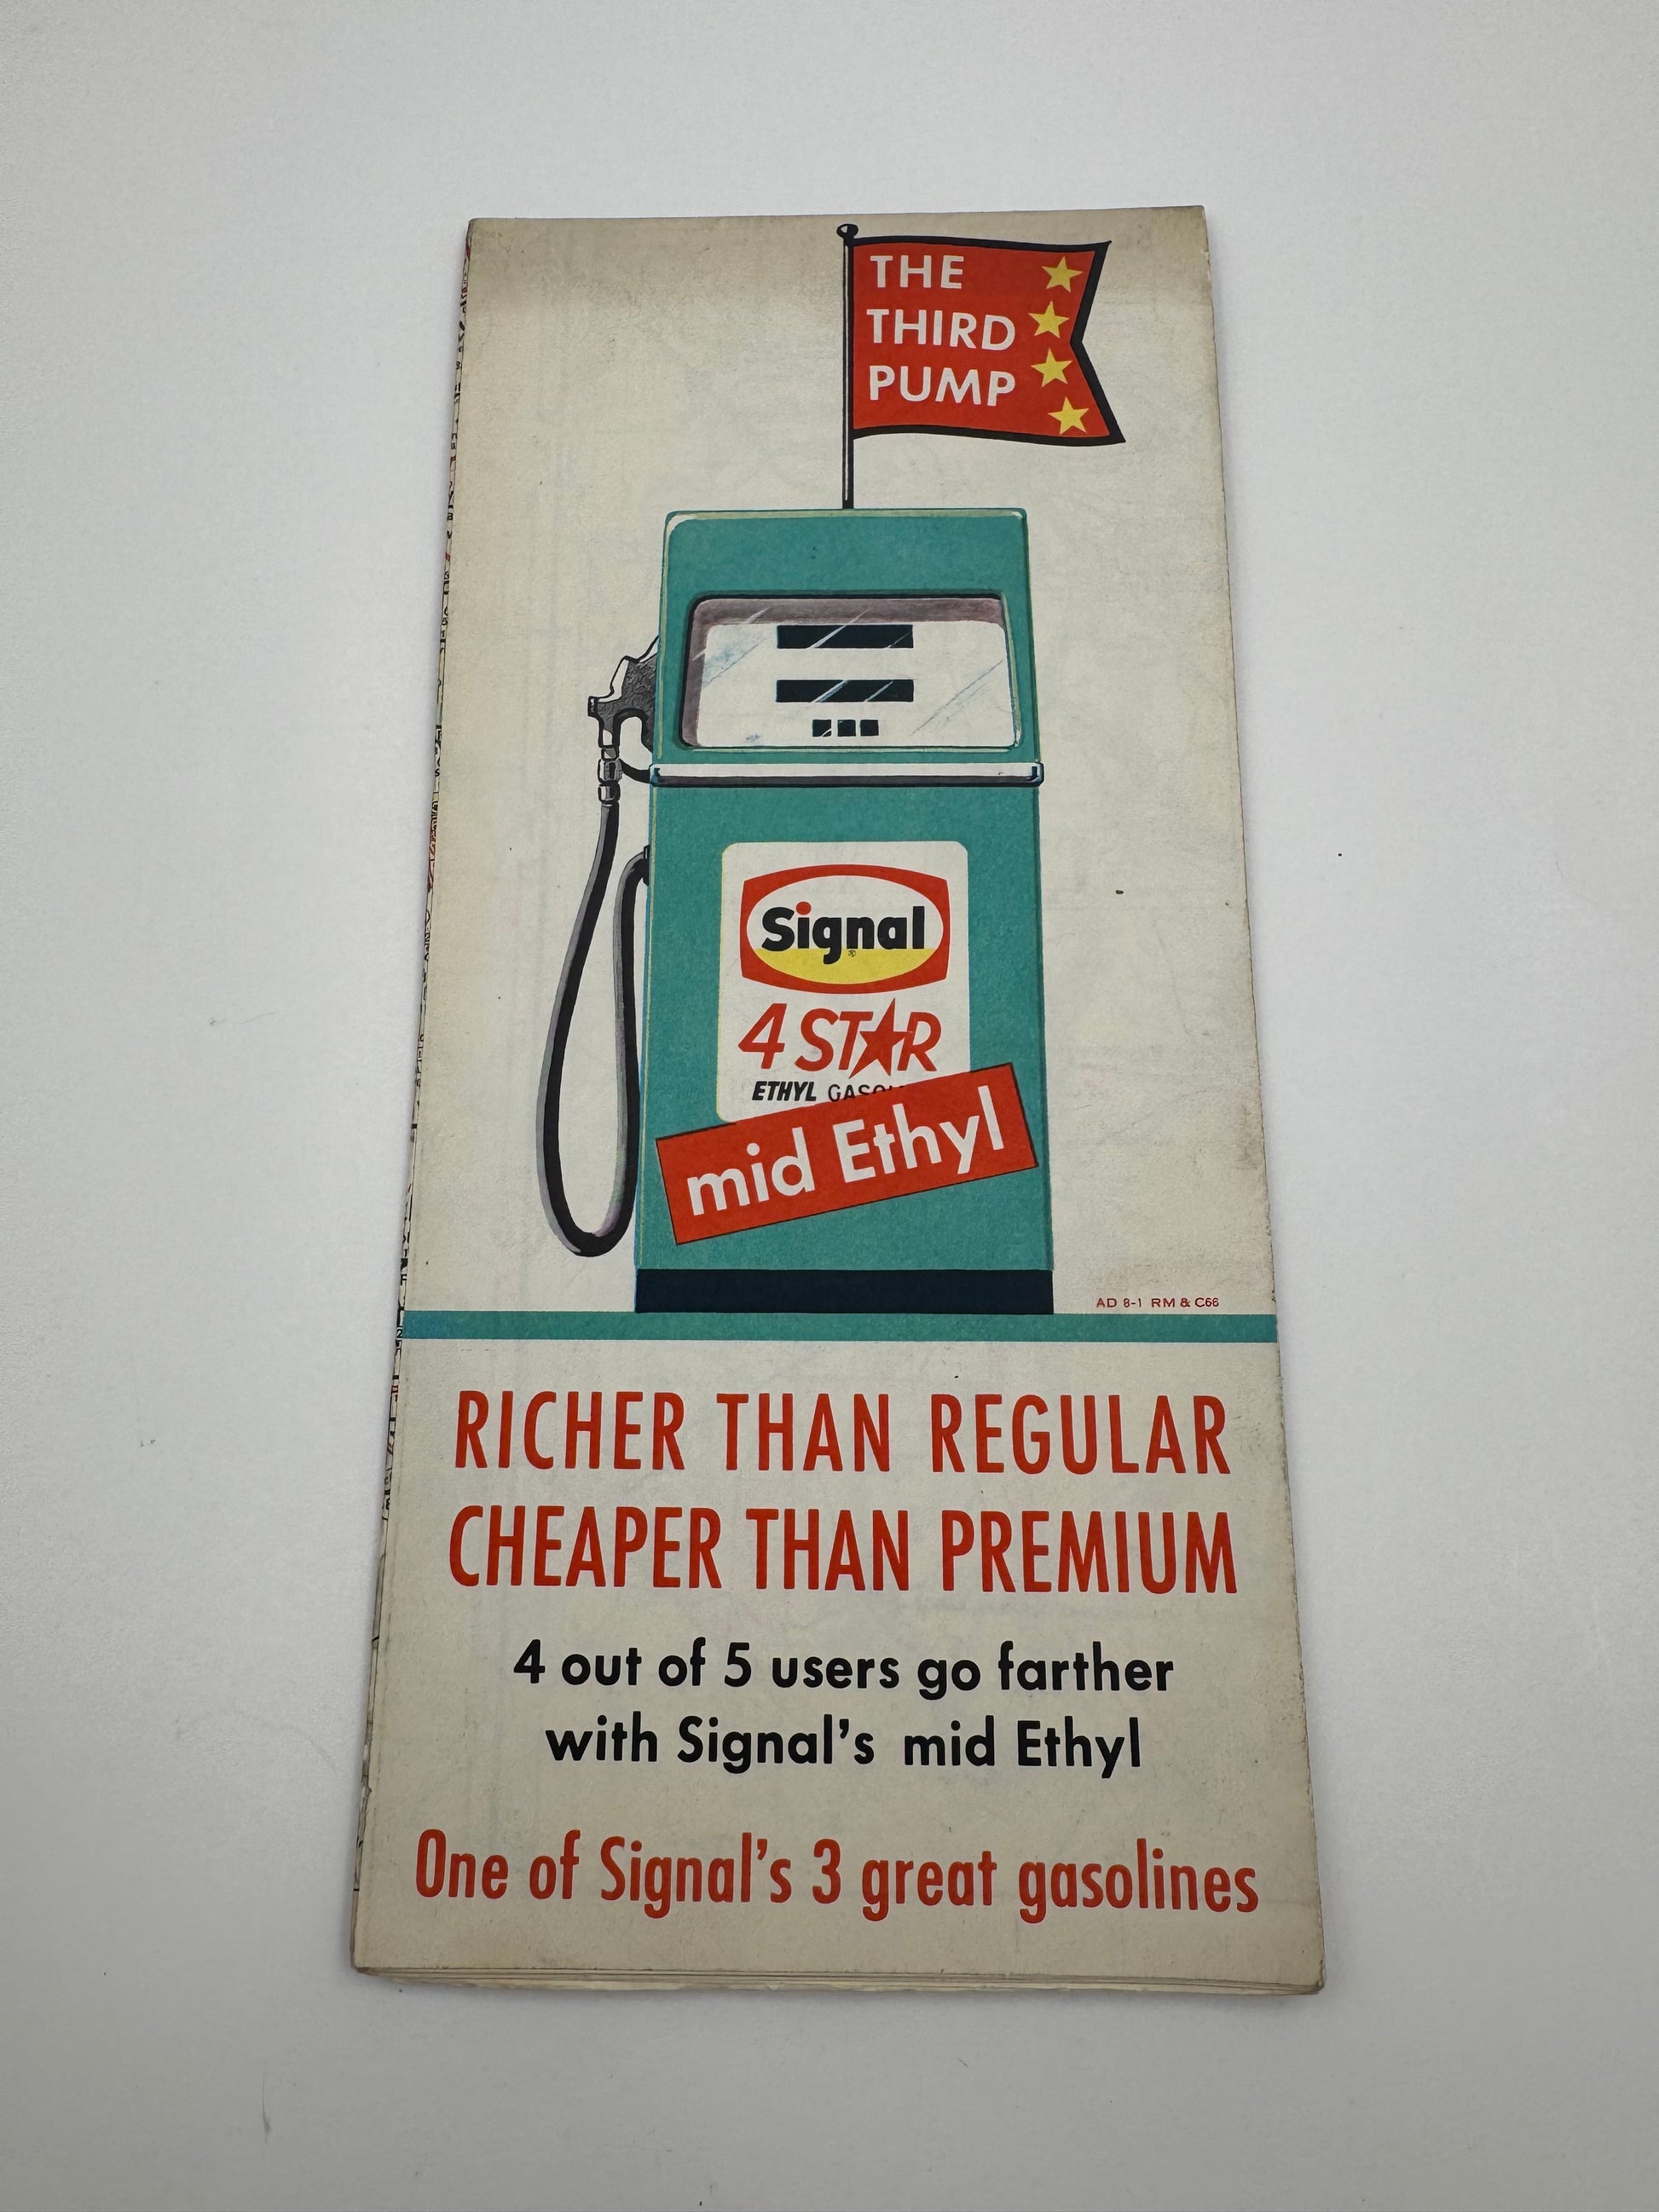 THE
THIRD
PUMP
Signal
®
4 STAR
ETHYL
mid Ethyl
AD 8-1 RM & C66
RICHER THAN REGULAR
CHEAPER THAN PREMIUM
4 out of 5 users go farther
with Signal's mid Ethyl
One of Signal's 3 great gasolines